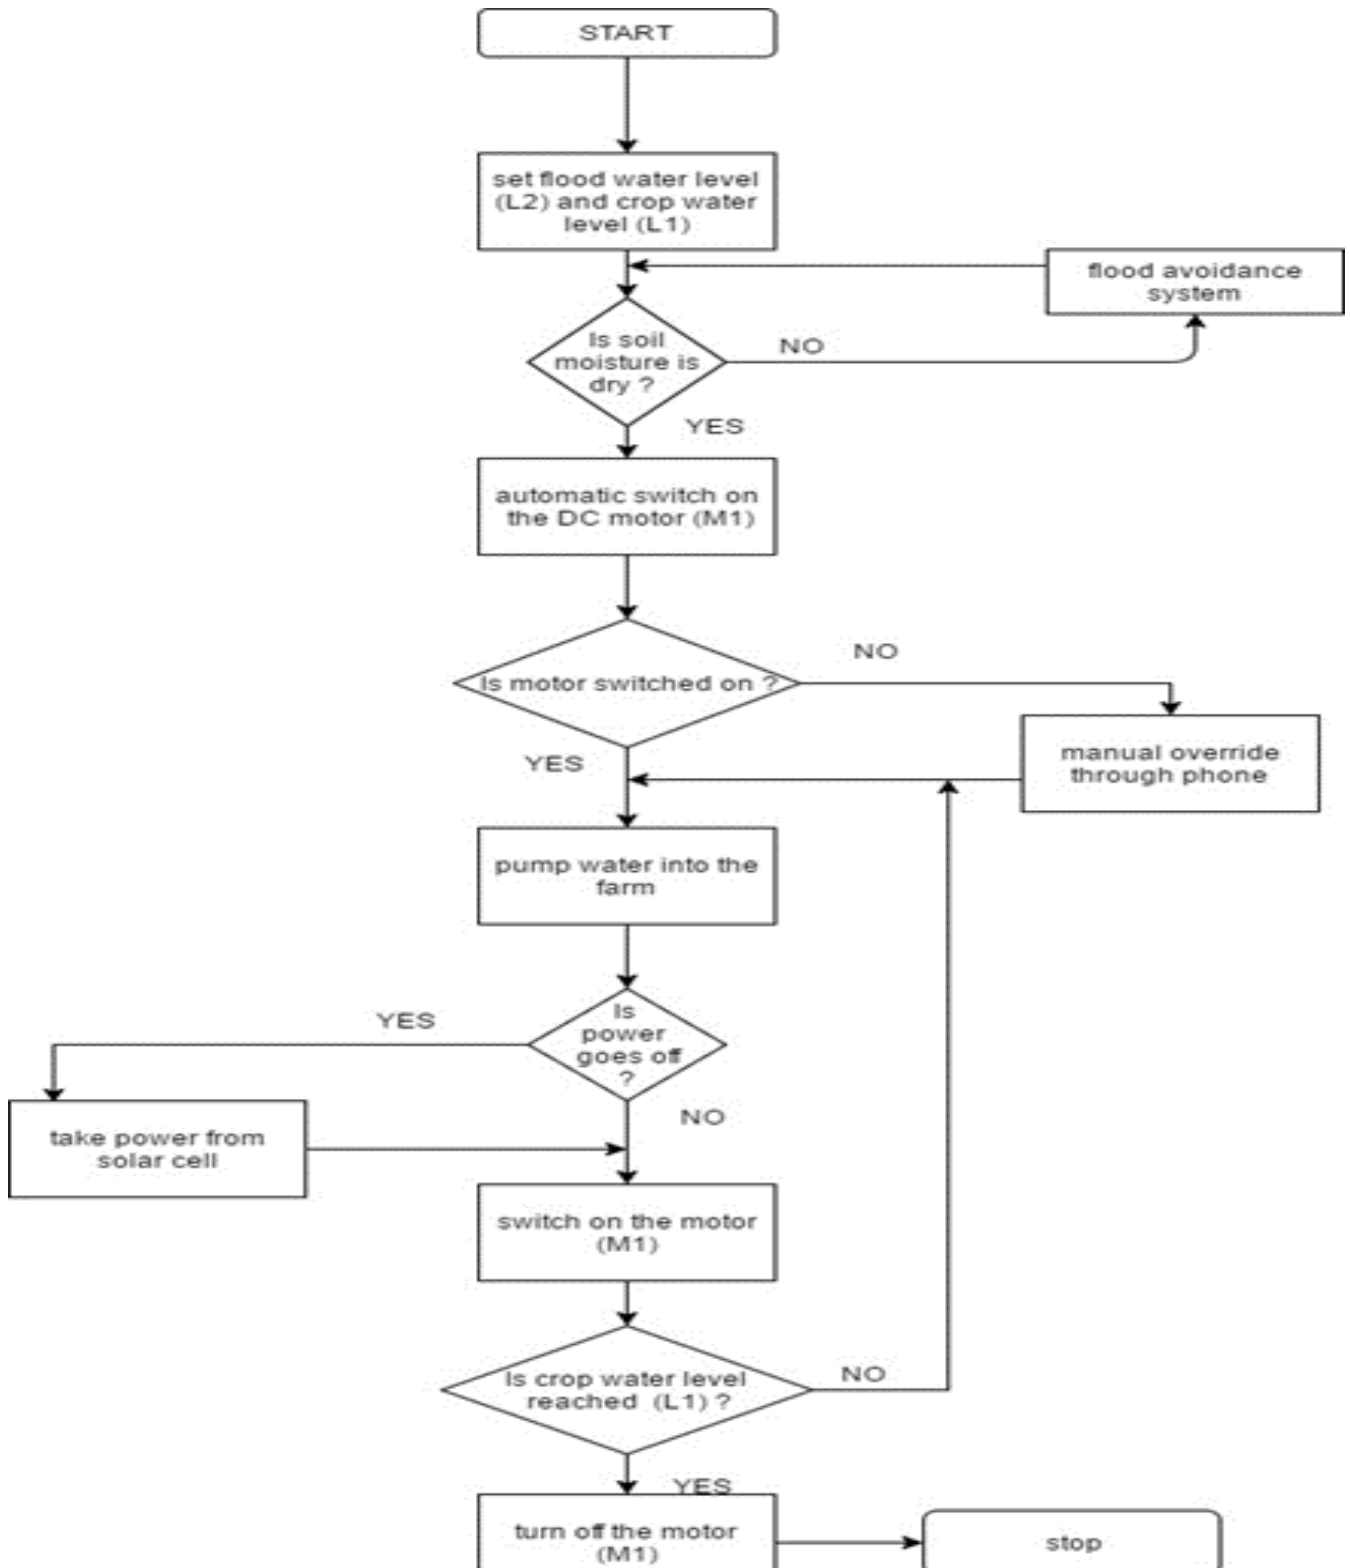 START
set flood water level
(L2) and crop water
level (L1)
flood avoidance
system
Is soil
moisture is
dry ?
NO
YES
automatic switch on
the DC motor (M1)
Is motor switched on ?
NO
YES
manual override
through phone
pump water into the
farm
Is
power
goes off
?
YES
NO
take power from
solar cell
switch on the motor
(M1)
Is crop water level
reached (L1) ?
NO
YES
turn off the motor
(M1)
stop